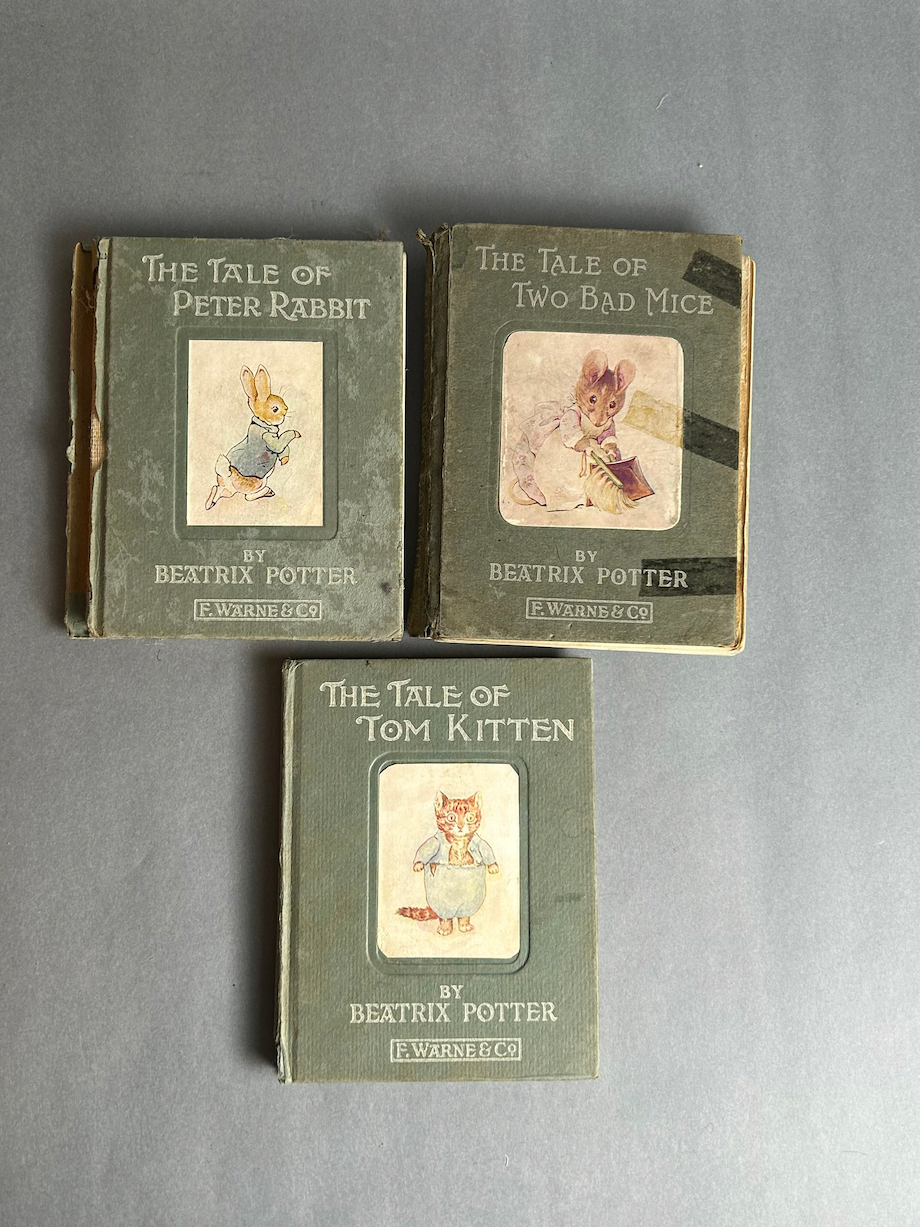 THE TALE OF
PETER RABBIT
BY
BEATRIX POTTER
F. WARNE & Co
THE TALE OF
TWO BAD MICE
BY
BEATRIX POTTER
F. WARNE & Co
THE TALE OF
TOM KITTEN
BY
BEATRIX POTTER
F. WARNE & Co